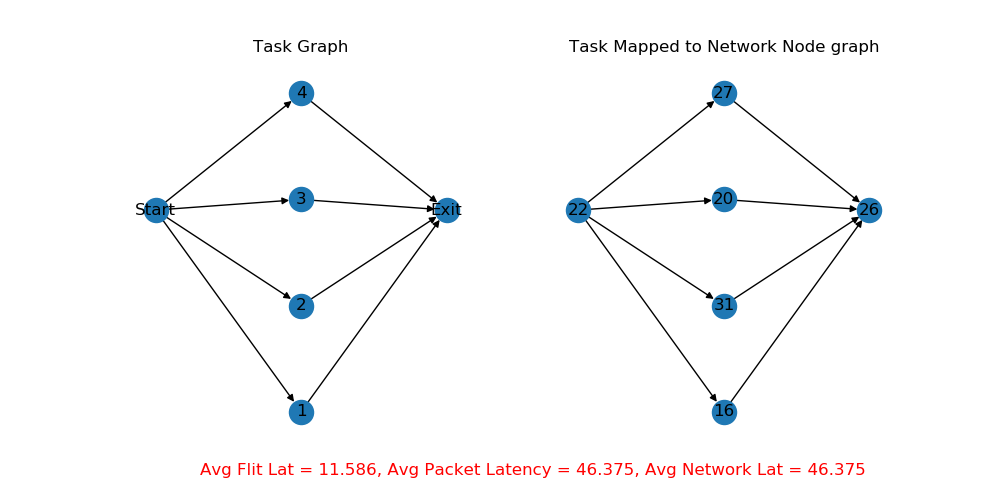 Task Graph
Task Mapped to Network Node graph
4
27
3
20
Start
Exit
22
26
2
31
1
16
Avg Flit Lat = 11.586, Avg Packet Latency = 46.375, Avg Network Lat = 46.375